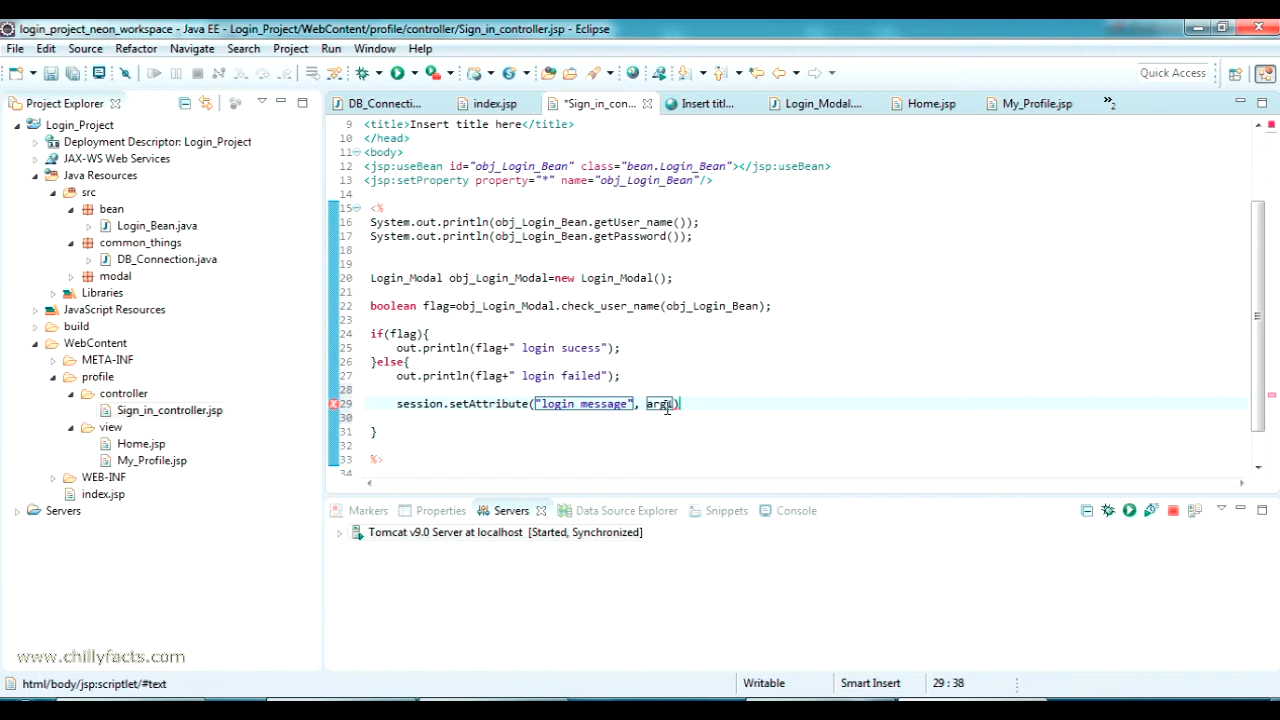 login_project_neon_workspace - Java EE - Login_Project/WebContent/profile/controller/Sign_in_controller.jsp - Eclipse
File Edit Source Refactor Navigate Search Project Run Window Help
Quick Access
Project Explorer
DB_Connecti...
index.jsp
*Sign_in_con...
Insert titl...
Login_Modal....
Home.jsp
My_Profile.jsp
»2
Login_Project
Deployment Descriptor: Login_Project
JAX-WS Web Services
Java Resources
src
bean
Login_Bean.java
common_things
DB_Connection.java
modal
Libraries
JavaScript Resources
build
WebContent
META-INF
profile
controller
Sign_in_controller.jsp
view
Home.jsp
My_Profile.jsp
WEB-INF
index.jsp
Servers
9 <title>Insert title here</title>
10 </head>
11 <body>
12 <jsp:useBean id="obj_Login_Bean" class="bean.Login_Bean"></jsp:useBean>
13 <jsp:setProperty property="*" name="obj_Login_Bean"/>
14
15 <%
16 System.out.println(obj_Login_Bean.getUser_name());
17 System.out.println(obj_Login_Bean.getPassword());
18
19
20 Login_Modal obj_Login_Modal=new Login_Modal();
21
22 boolean flag=obj_Login_Modal.check_user_name(obj_Login_Bean);
23
24 if(flag){
25 out.println(flag+" login sucess");
26 }else{
27 out.println(flag+" login failed");
28
29 session.setAttribute("login message", arg1)
30
31 }
32
33 %>
34
Markers Properties Servers Data Source Explorer Snippets Console
Tomcat v9.0 Server at localhost [Started, Synchronized]
www.chillyfacts.com
html/body/jsp:scriptlet/#text
Writable
Smart Insert
29 : 38